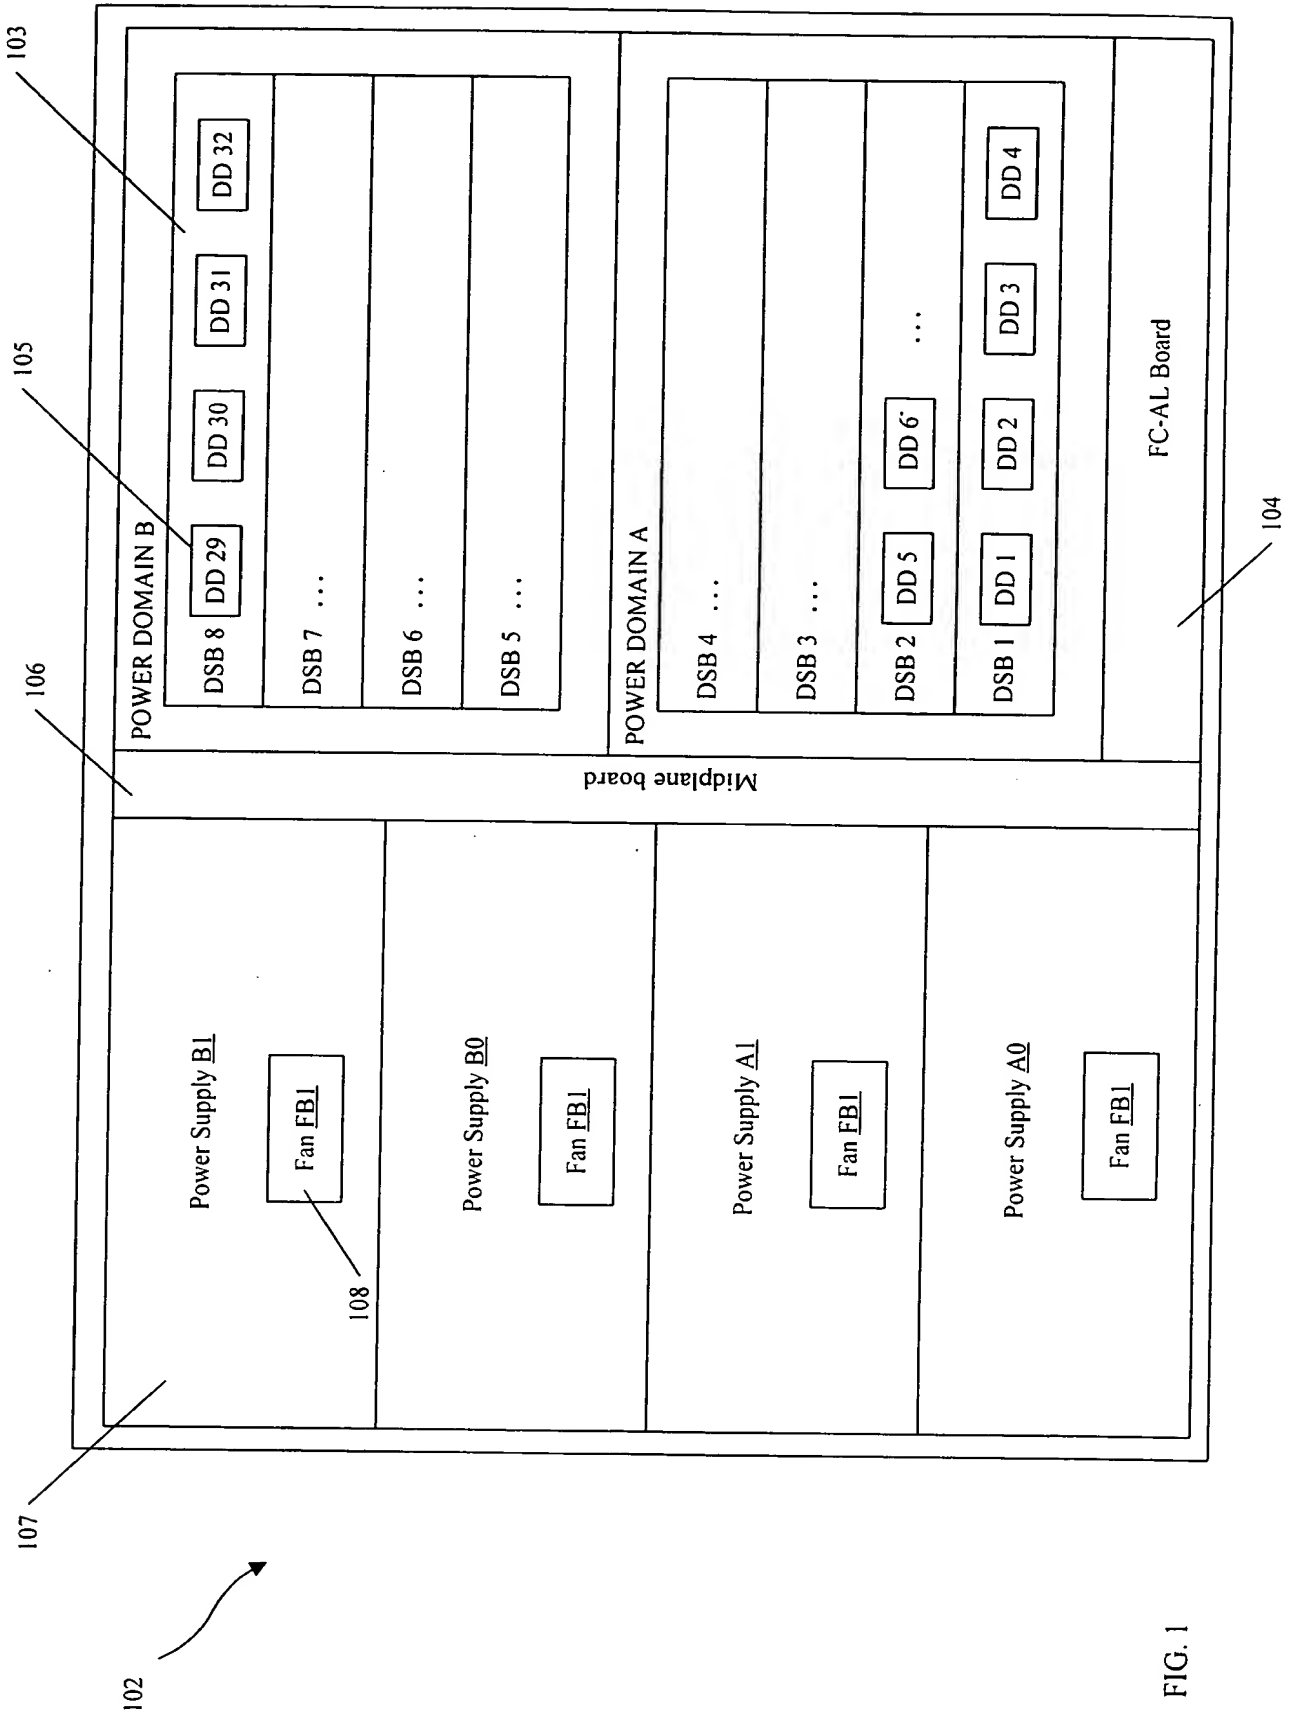 102
107
106
105
103
Power Supply B1
Fan FB1
108
Power Supply B0
Fan FB1
Power Supply A1
Fan FB1
Power Supply A0
Fan FB1
Midplane board
POWER DOMAIN B
DSB 8 DD 29 DD 30 DD 31 DD 32
DSB 7 ...
DSB 6 ...
DSB 5 ...
POWER DOMAIN A
DSB 4 ...
DSB 3 ...
DSB 2 DD 5 DD 6 ...
DSB 1 DD 1 DD 2 DD 3 DD 4
FC-AL Board
104
FIG. 1